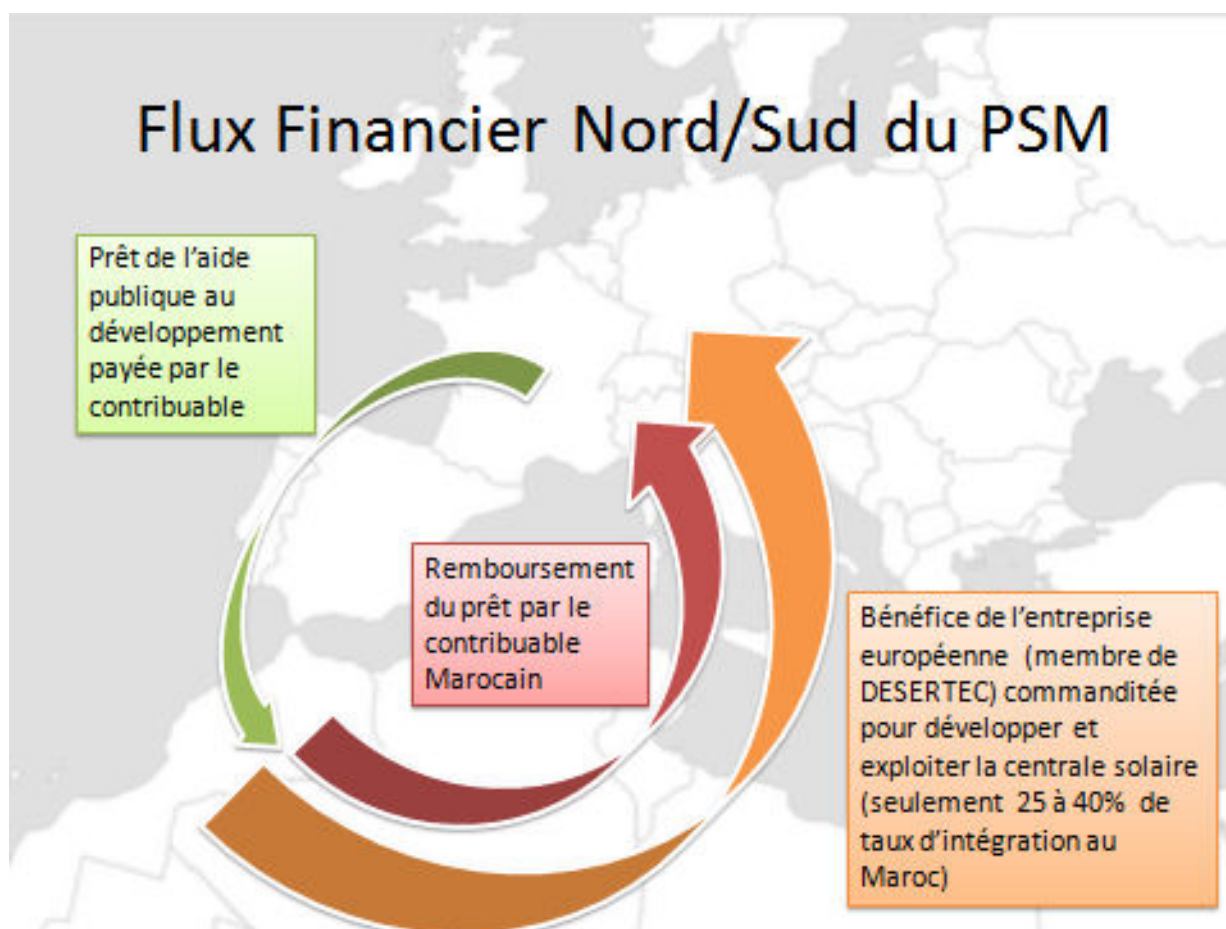 Flux Financier Nord/Sud du PSM
Prêt de l'aide
publique au
développement
payée par le
contribuable
Remboursement
du prêt par le
contribuable
Marocain
Bénéfice de l'entreprise
européenne (membre de
DESERTEC) commanditée
pour développer et
exploiter la centrale solaire
(seulement 25 à 40% de
taux d'intégration au
Maroc)